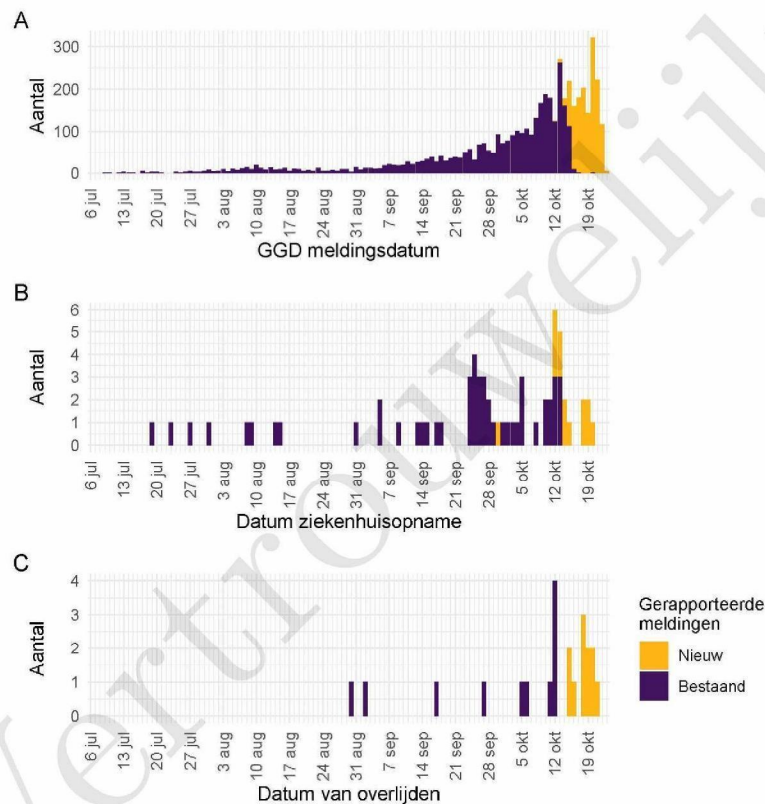 A
300
200
100
0
Aantal
6 jul
13 jul
20 jul
27 jul
3 aug
10 aug
17 aug
24 aug
31 aug
7 sep
14 sep
21 sep
28 sep
5 okt
12 okt
19 okt
GGD meldingsdatum
B
6
5
4
3
2
1
0
Aantal
6 jul
13 jul
20 jul
27 jul
3 aug
10 aug
17 aug
24 aug
31 aug
7 sep
14 sep
21 sep
28 sep
5 okt
12 okt
19 okt
Datum ziekenhuisopname
C
4
3
2
1
0
Aantal
6 jul
13 jul
20 jul
27 jul
3 aug
10 aug
17 aug
24 aug
31 aug
7 sep
14 sep
21 sep
28 sep
5 okt
12 okt
19 okt
Datum van overlijden
Gerapporteerde
meldingen
Nieuw
Bestaand
Vertrouwelijk